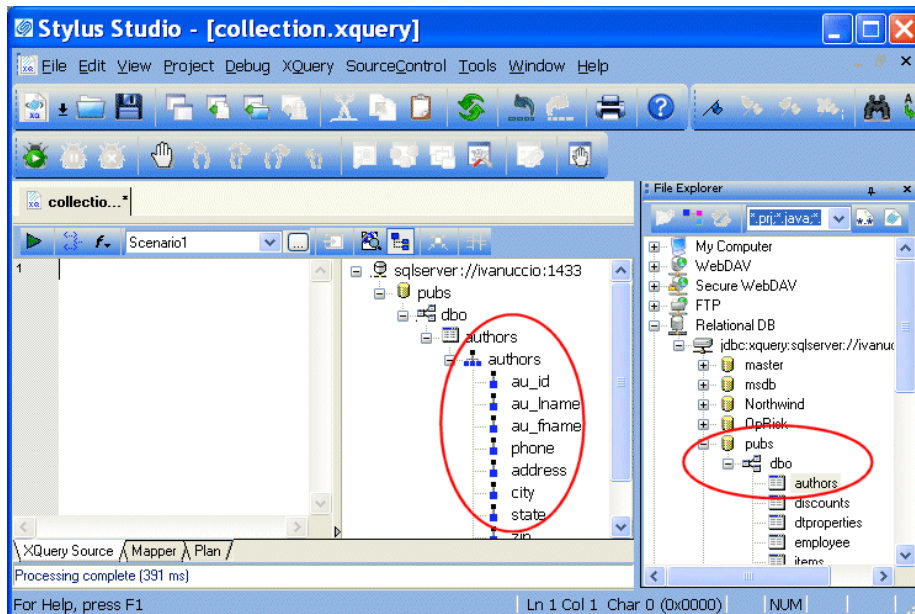 Stylus Studio - [collection.xquery]
File Edit View Project Debug XQuery SourceControl Tools Window Help
collectio...*
Scenario1
1
sqlserver://ivanuccio:1433
pubs
dbo
authors
authors
au_id
au_lname
au_fname
phone
address
city
state
zip
XQuery Source Mapper Plan
Processing complete (391 ms)
File Explorer
*.prj;*.java;*.
My Computer
WebDAV
Secure WebDAV
FTP
Relational DB
jdbc:xquery:sqlserver://ivanuc
master
msdb
Northwind
OpRisk
pubs
dbo
authors
discounts
dtproperties
employee
items
For Help, press F1
Ln 1 Col 1 Char 0 (0x0000) NUM